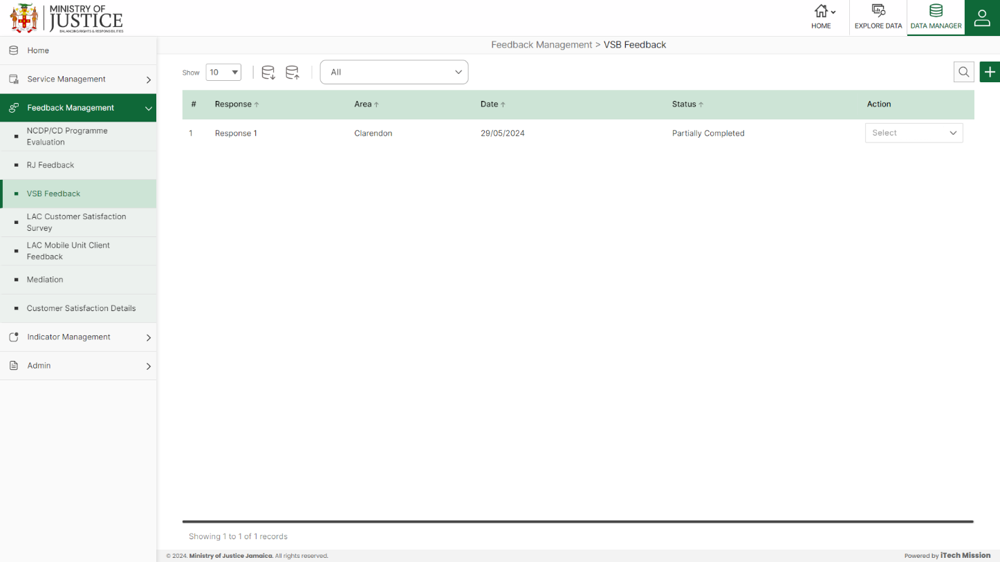 MINISTRY OF
JUSTICE
BALANCING RIGHTS & RESPONSIBILITIES
HOME
EXPLORE DATA
DATA MANAGER
Home
Service Management
Feedback Management
NCDP/CD Programme
Evaluation
RJ Feedback
VSB Feedback
LAC Customer Satisfaction
Survey
LAC Mobile Unit Client
Feedback
Mediation
Customer Satisfaction Details
Indicator Management
Admin
Feedback Management > VSB Feedback
Show 10 All
# Response Area Date Status Action
1 Response 1 Clarendon 29/05/2024 Partially Completed Select
Showing 1 to 1 of 1 records
© 2024. Ministry of Justice Jamaica. All rights reserved.
Powered by iTech Mission